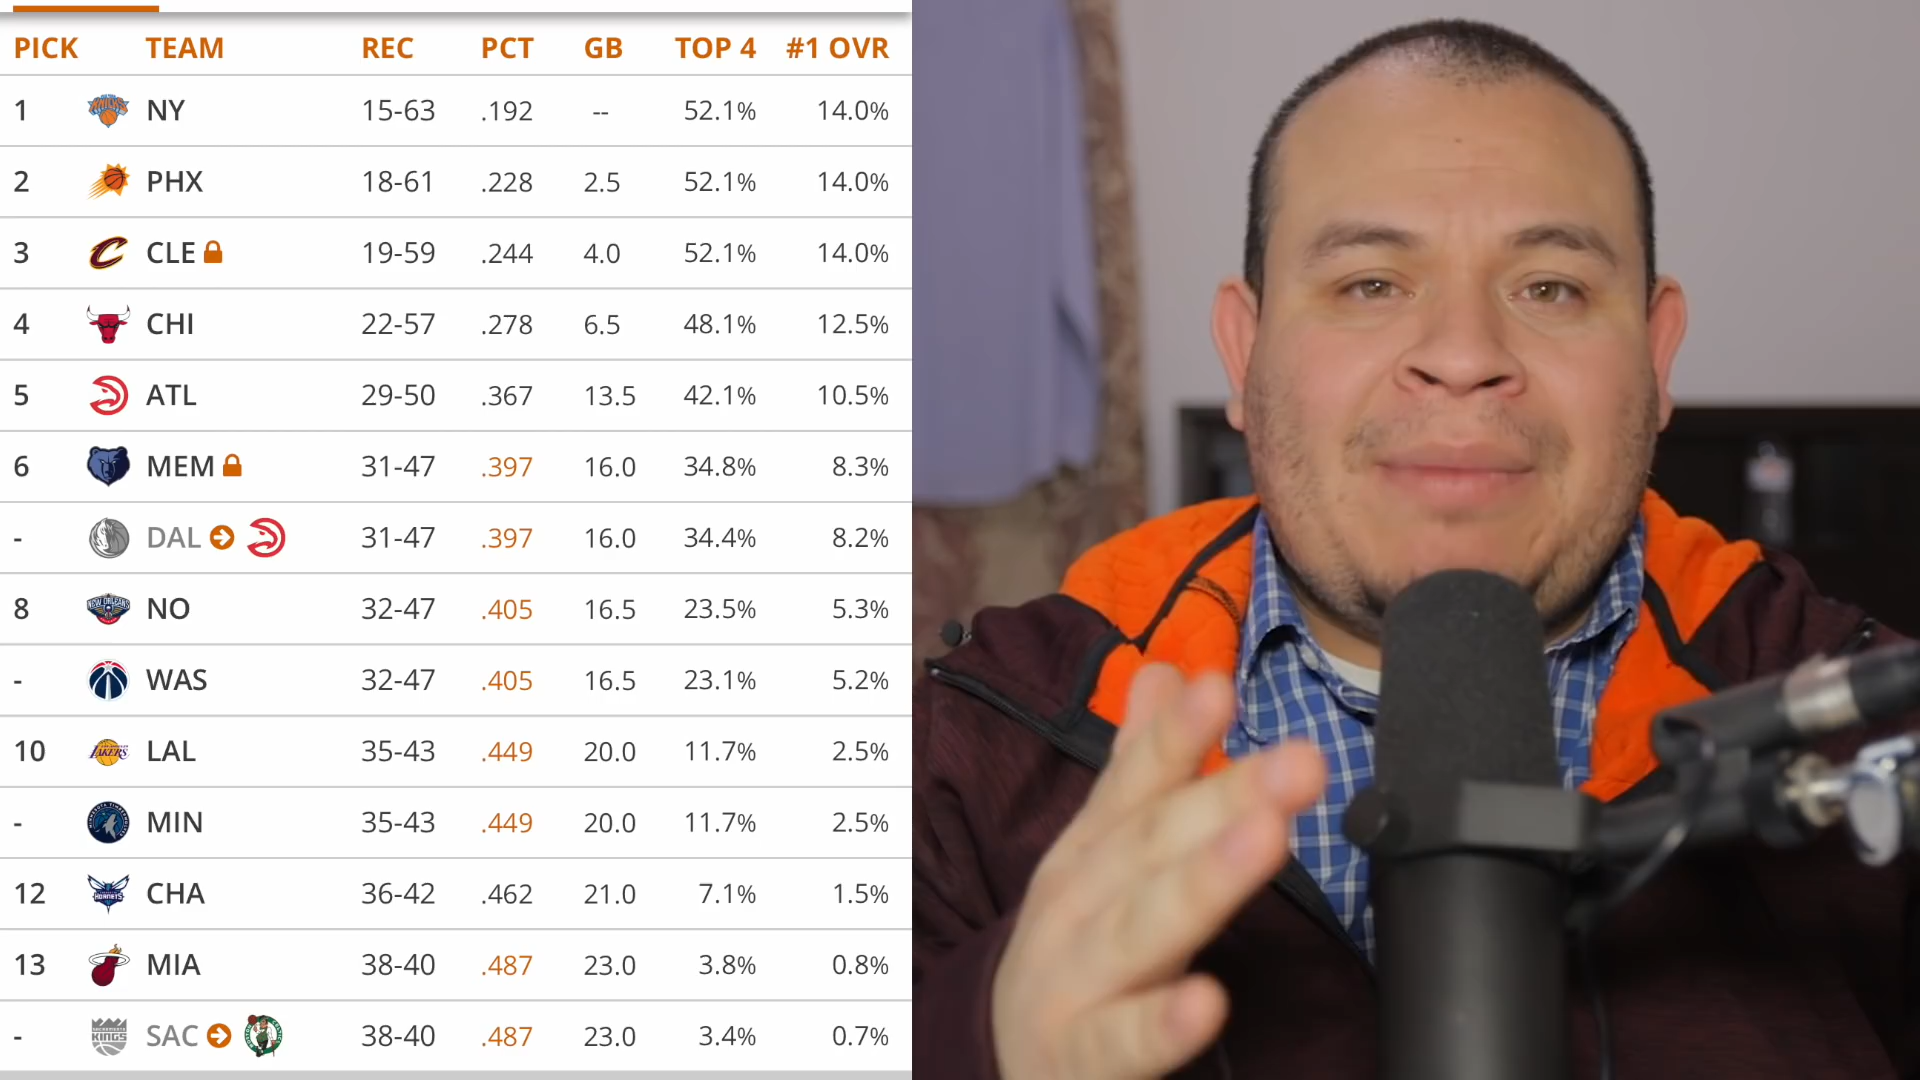 PICK TEAM REC PCT GB TOP 4 #1 OVR
1 NY 15-63 .192 -- 52.1% 14.0%
2 PHX 18-61 .228 2.5 52.1% 14.0%
3 CLE 19-59 .244 4.0 52.1% 14.0%
4 CHI 22-57 .278 6.5 48.1% 12.5%
5 ATL 29-50 .367 13.5 42.1% 10.5%
6 MEM 31-47 .397 16.0 34.8% 8.3%
- DAL 31-47 .397 16.0 34.4% 8.2%
8 NO 32-47 .405 16.5 23.5% 5.3%
- WAS 32-47 .405 16.5 23.1% 5.2%
10 LAKERS LAL 35-43 .449 20.0 11.7% 2.5%
- MIN 35-43 .449 20.0 11.7% 2.5%
12 HORNETS CHA 36-42 .462 21.0 7.1% 1.5%
13 MIA 38-40 .487 23.0 3.8% 0.8%
- KINGS SAC 38-40 .487 23.0 3.4% 0.7%